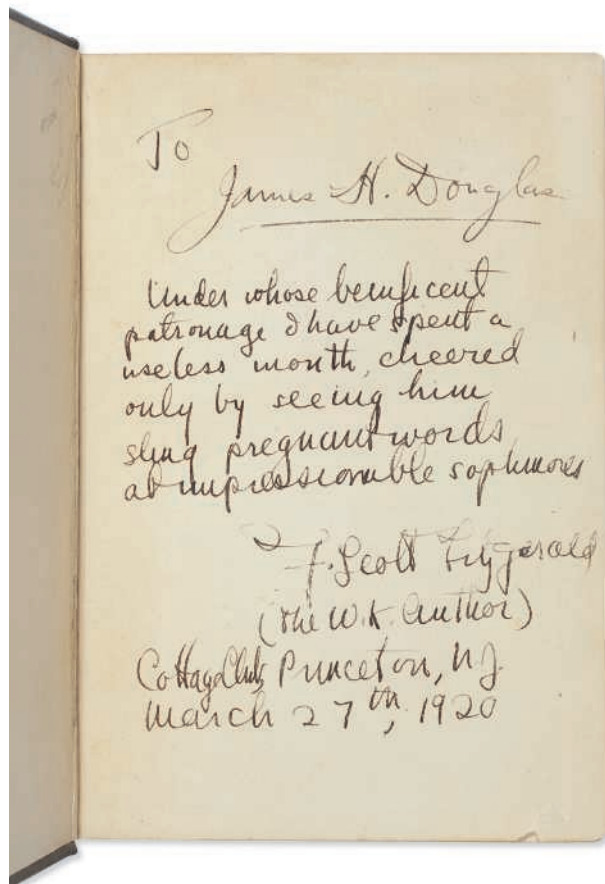 To
James H. Douglas
Under whose beneficent
patronage I have spent a
useless month, cheered
only by seeing him
sling pregnant words
at impressionable sophmores
F. Scott Fitzgerald
(the W.K. Author)
Cottage Club, Princeton, N.J.
March 27th, 1920